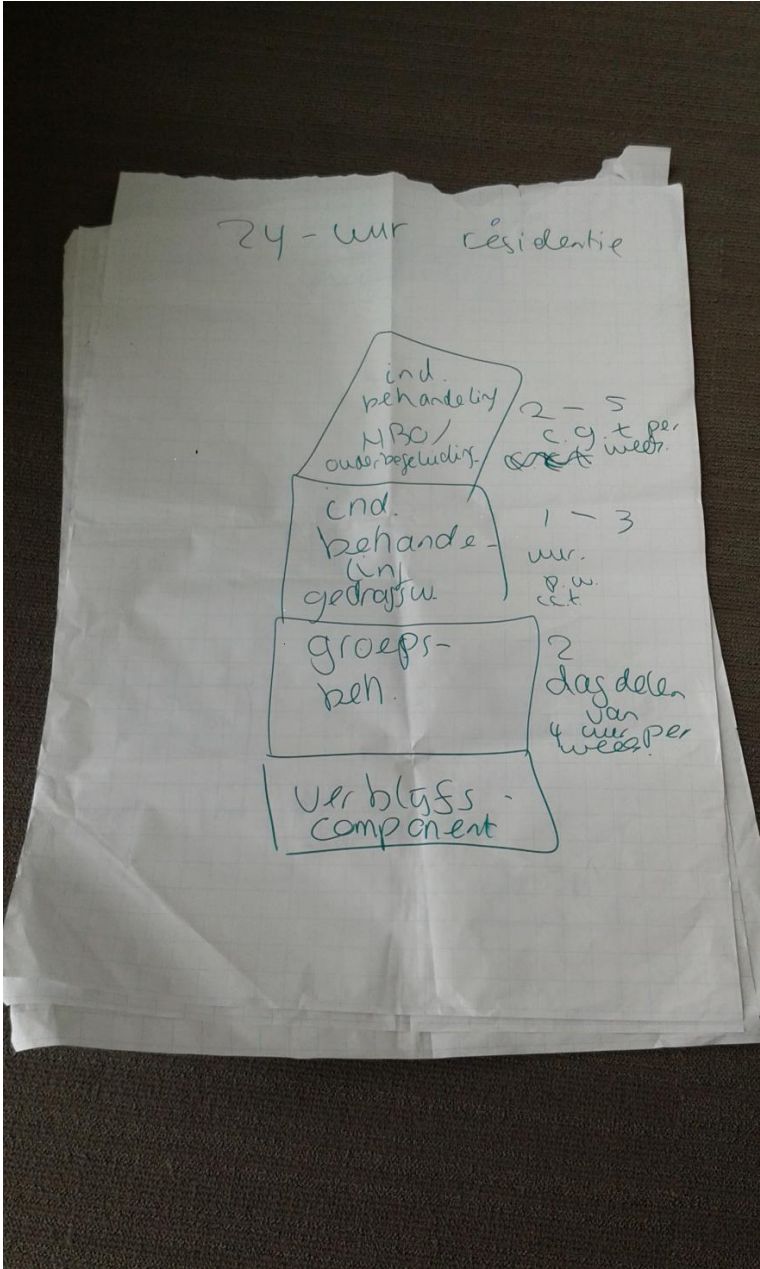 24-uur residentie
ind.
behandeling
HBO/
ouderbegeleiding.
2 - 5
c.g.t per
week.
ind.
behande-
ling
gedragsw.
1 - 3
uur.
p.w.
c.c.t.
groeps-
beh.
2
dagdelen
van
4 uur per
week.
verblijfs-
component